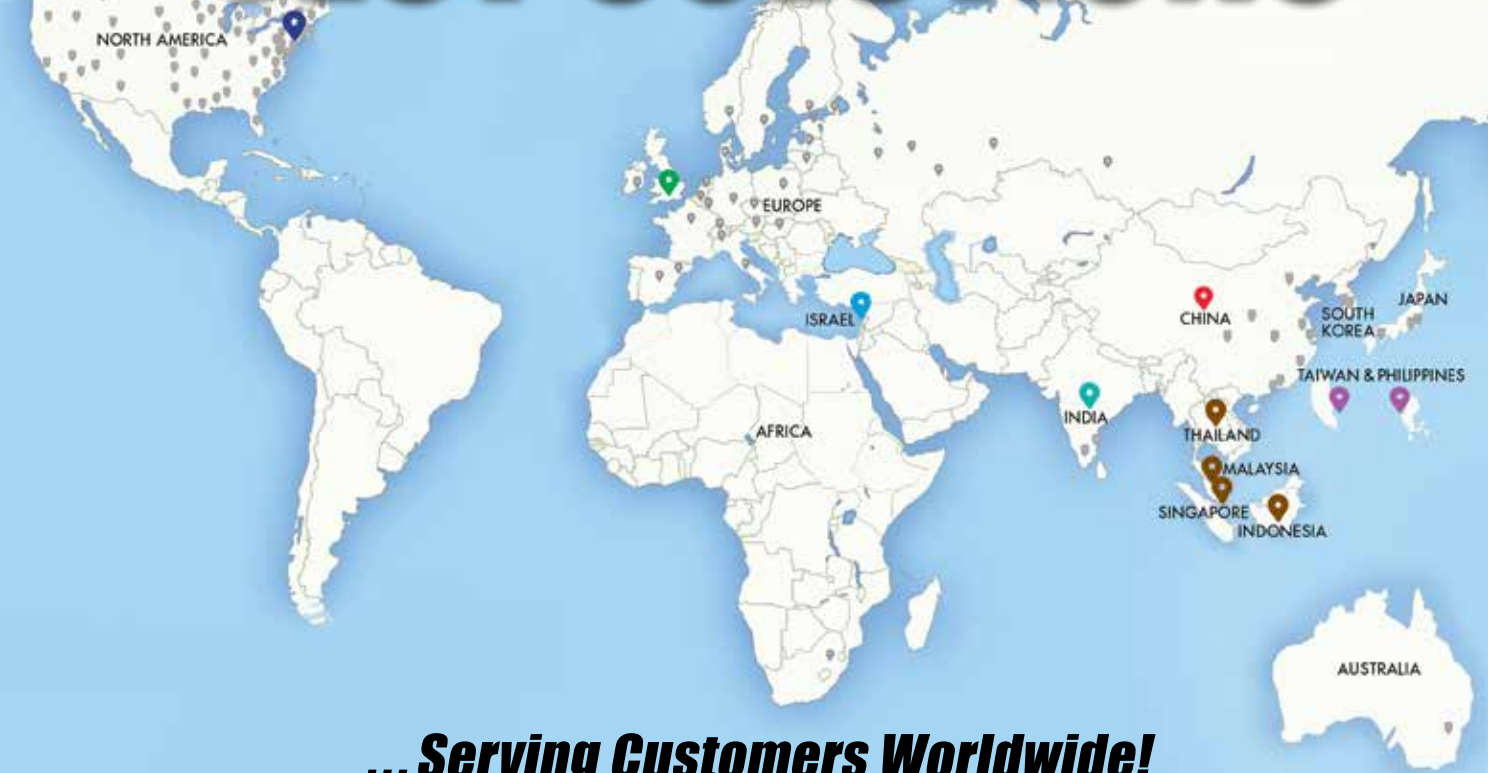 NORTH AMERICA
EUROPE
ISRAEL
CHINA
SOUTH
KOREA
JAPAN
TAIWAN & PHILIPPINES
INDIA
THAILAND
AFRICA
MALAYSIA
SINGAPORE
INDONESIA
AUSTRALIA
...Serving Customers Worldwide!